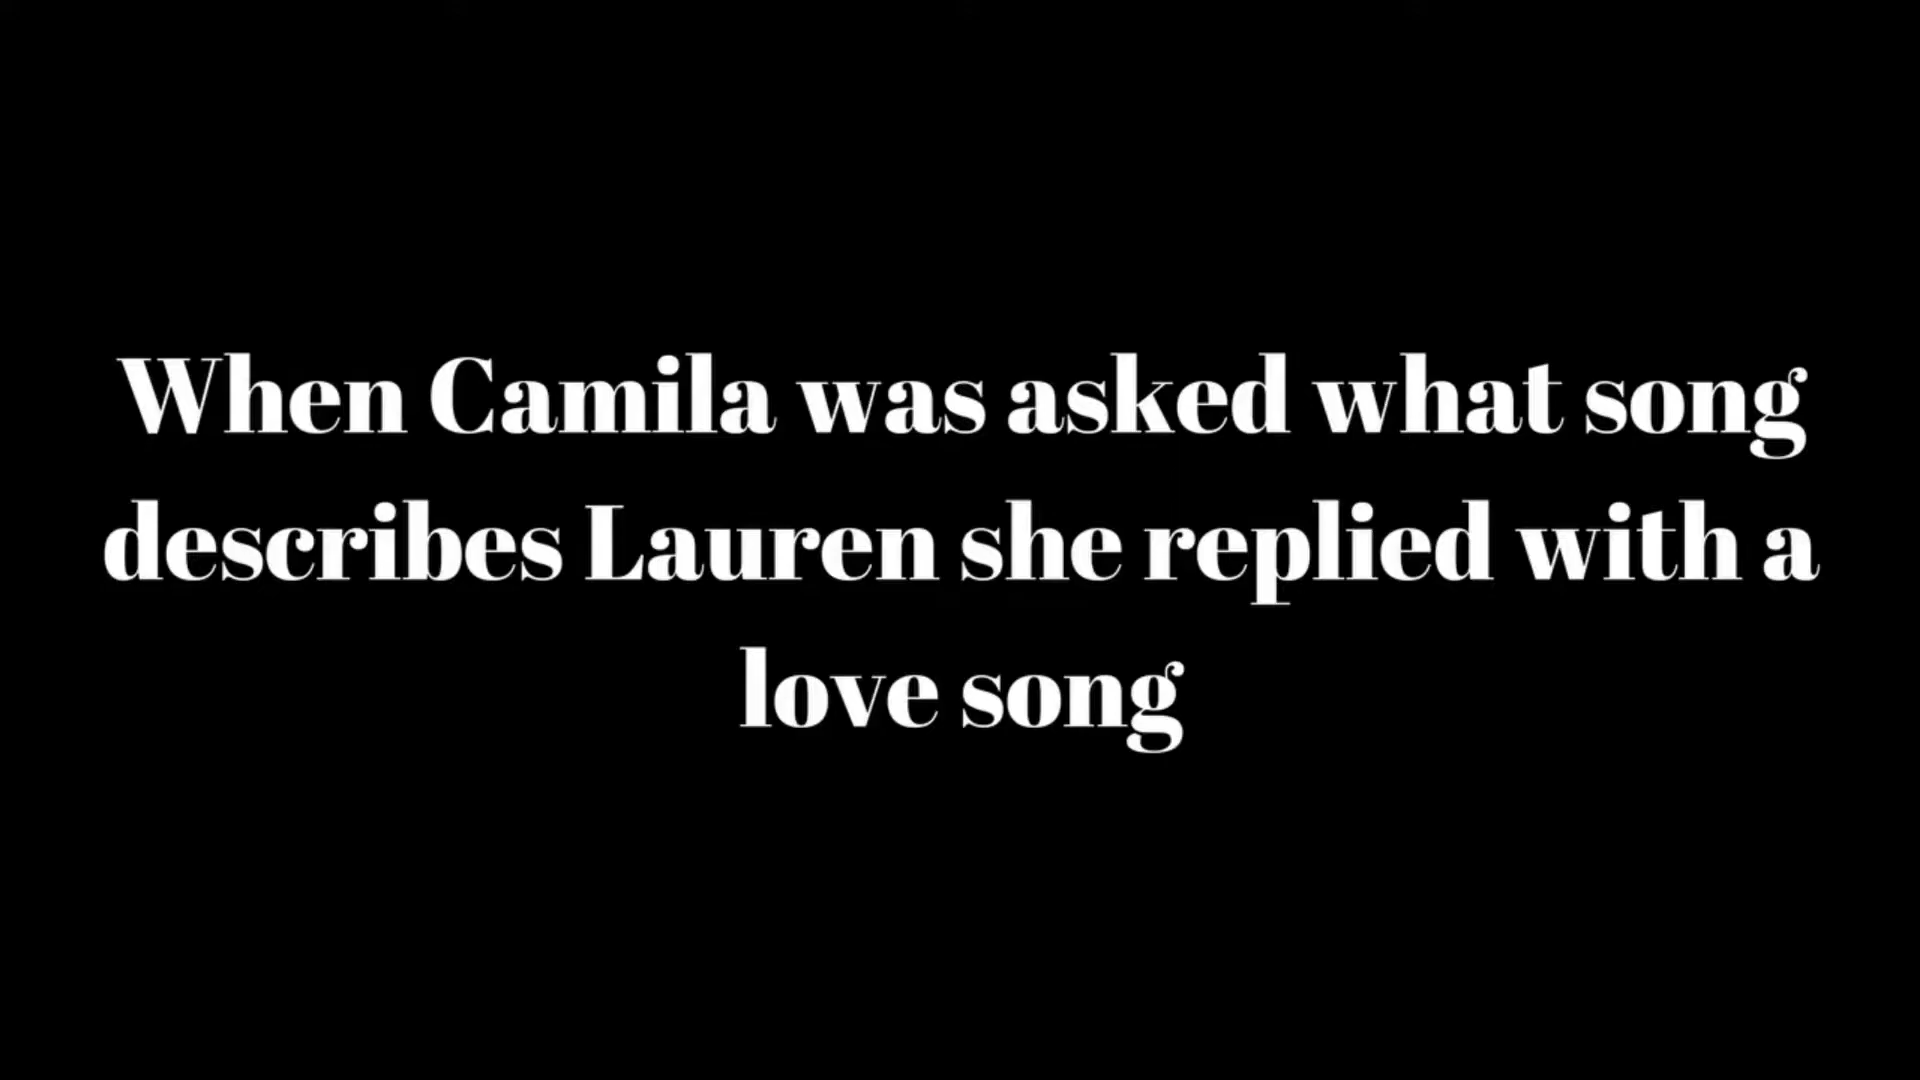 When Camila was asked what song
describes Lauren she replied with a
love song